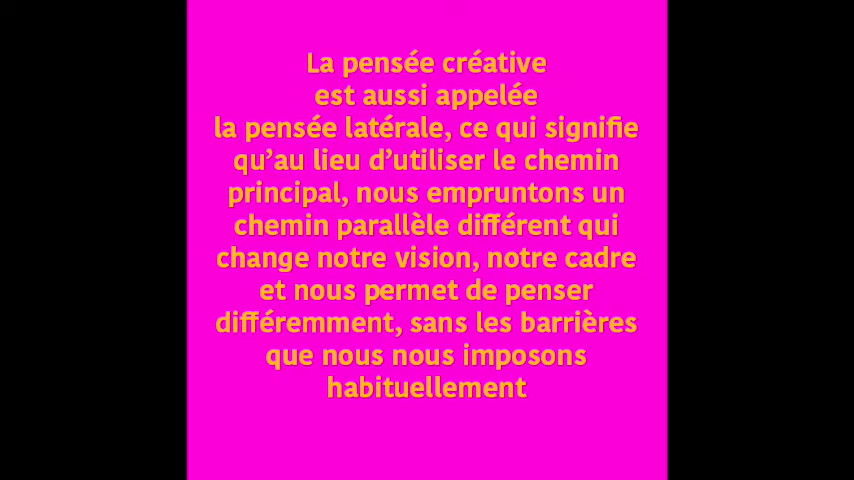 La pensée créative
est aussi appelée
la pensée latérale, ce qui signifie
qu’au lieu d’utiliser le chemin
principal, nous empruntons un
chemin parallèle différent qui
change notre vision, notre cadre
et nous permet de penser
différemment, sans les barrières
que nous nous imposons
habituellement